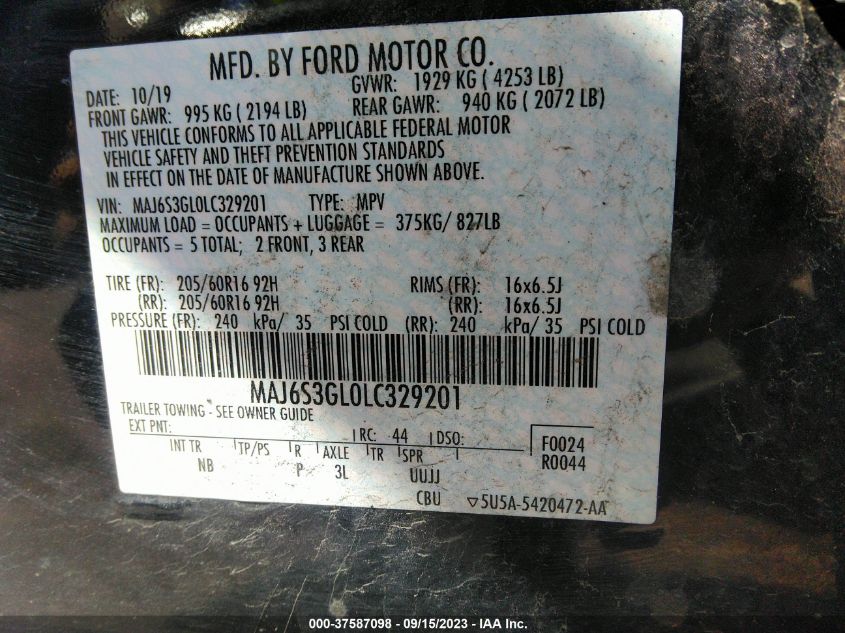 MFD. BY FORD MOTOR CO.
DATE: 10/19 GVWR: 1929 KG ( 4253 LB)
FRONT GAWR: 995 KG ( 2194 LB) REAR GAWR: 940 KG ( 2072 LB)
THIS VEHICLE CONFORMS TO ALL APPLICABLE FEDERAL MOTOR
VEHICLE SAFETY AND THEFT PREVENTION STANDARDS
IN EFFECT ON THE DATE OF MANUFACTURE SHOWN ABOVE.
VIN: MAJ6S3GL0LC329201 TYPE: MPV
MAXIMUM LOAD = OCCUPANTS + LUGGAGE = 375KG/ 827LB
OCCUPANTS = 5 TOTAL; 2 FRONT, 3 REAR
TIRE (FR): 205/60R16 92H RIMS (FR): 16x6.5J
(RR): 205/60R16 92H (RR): 16x6.5J
PRESSURE (FR): 240 kPa/ 35 PSI COLD (RR): 240 kPa/ 35 PSI COLD
MAJ6S3GL0LC329201
TRAILER TOWING - SEE OWNER GUIDE
EXT PNT: RC: 44 DSO: F0024
INT TR TP/PS R AXLE TR SPR R0044
NB P 3L UUJJ
CBU ▽5U5A-5420472-AA
000-37587098 - 09/15/2023 - IAA Inc.